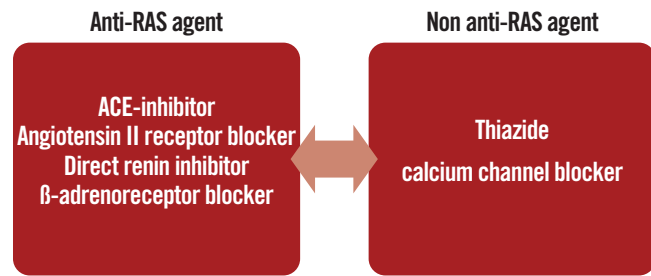 Anti-RAS agent
ACE-inhibitor
Angiotensin II receptor blocker
Direct renin inhibitor
ß-adrenoreceptor blocker
Non anti-RAS agent
Thiazide
calcium channel blocker